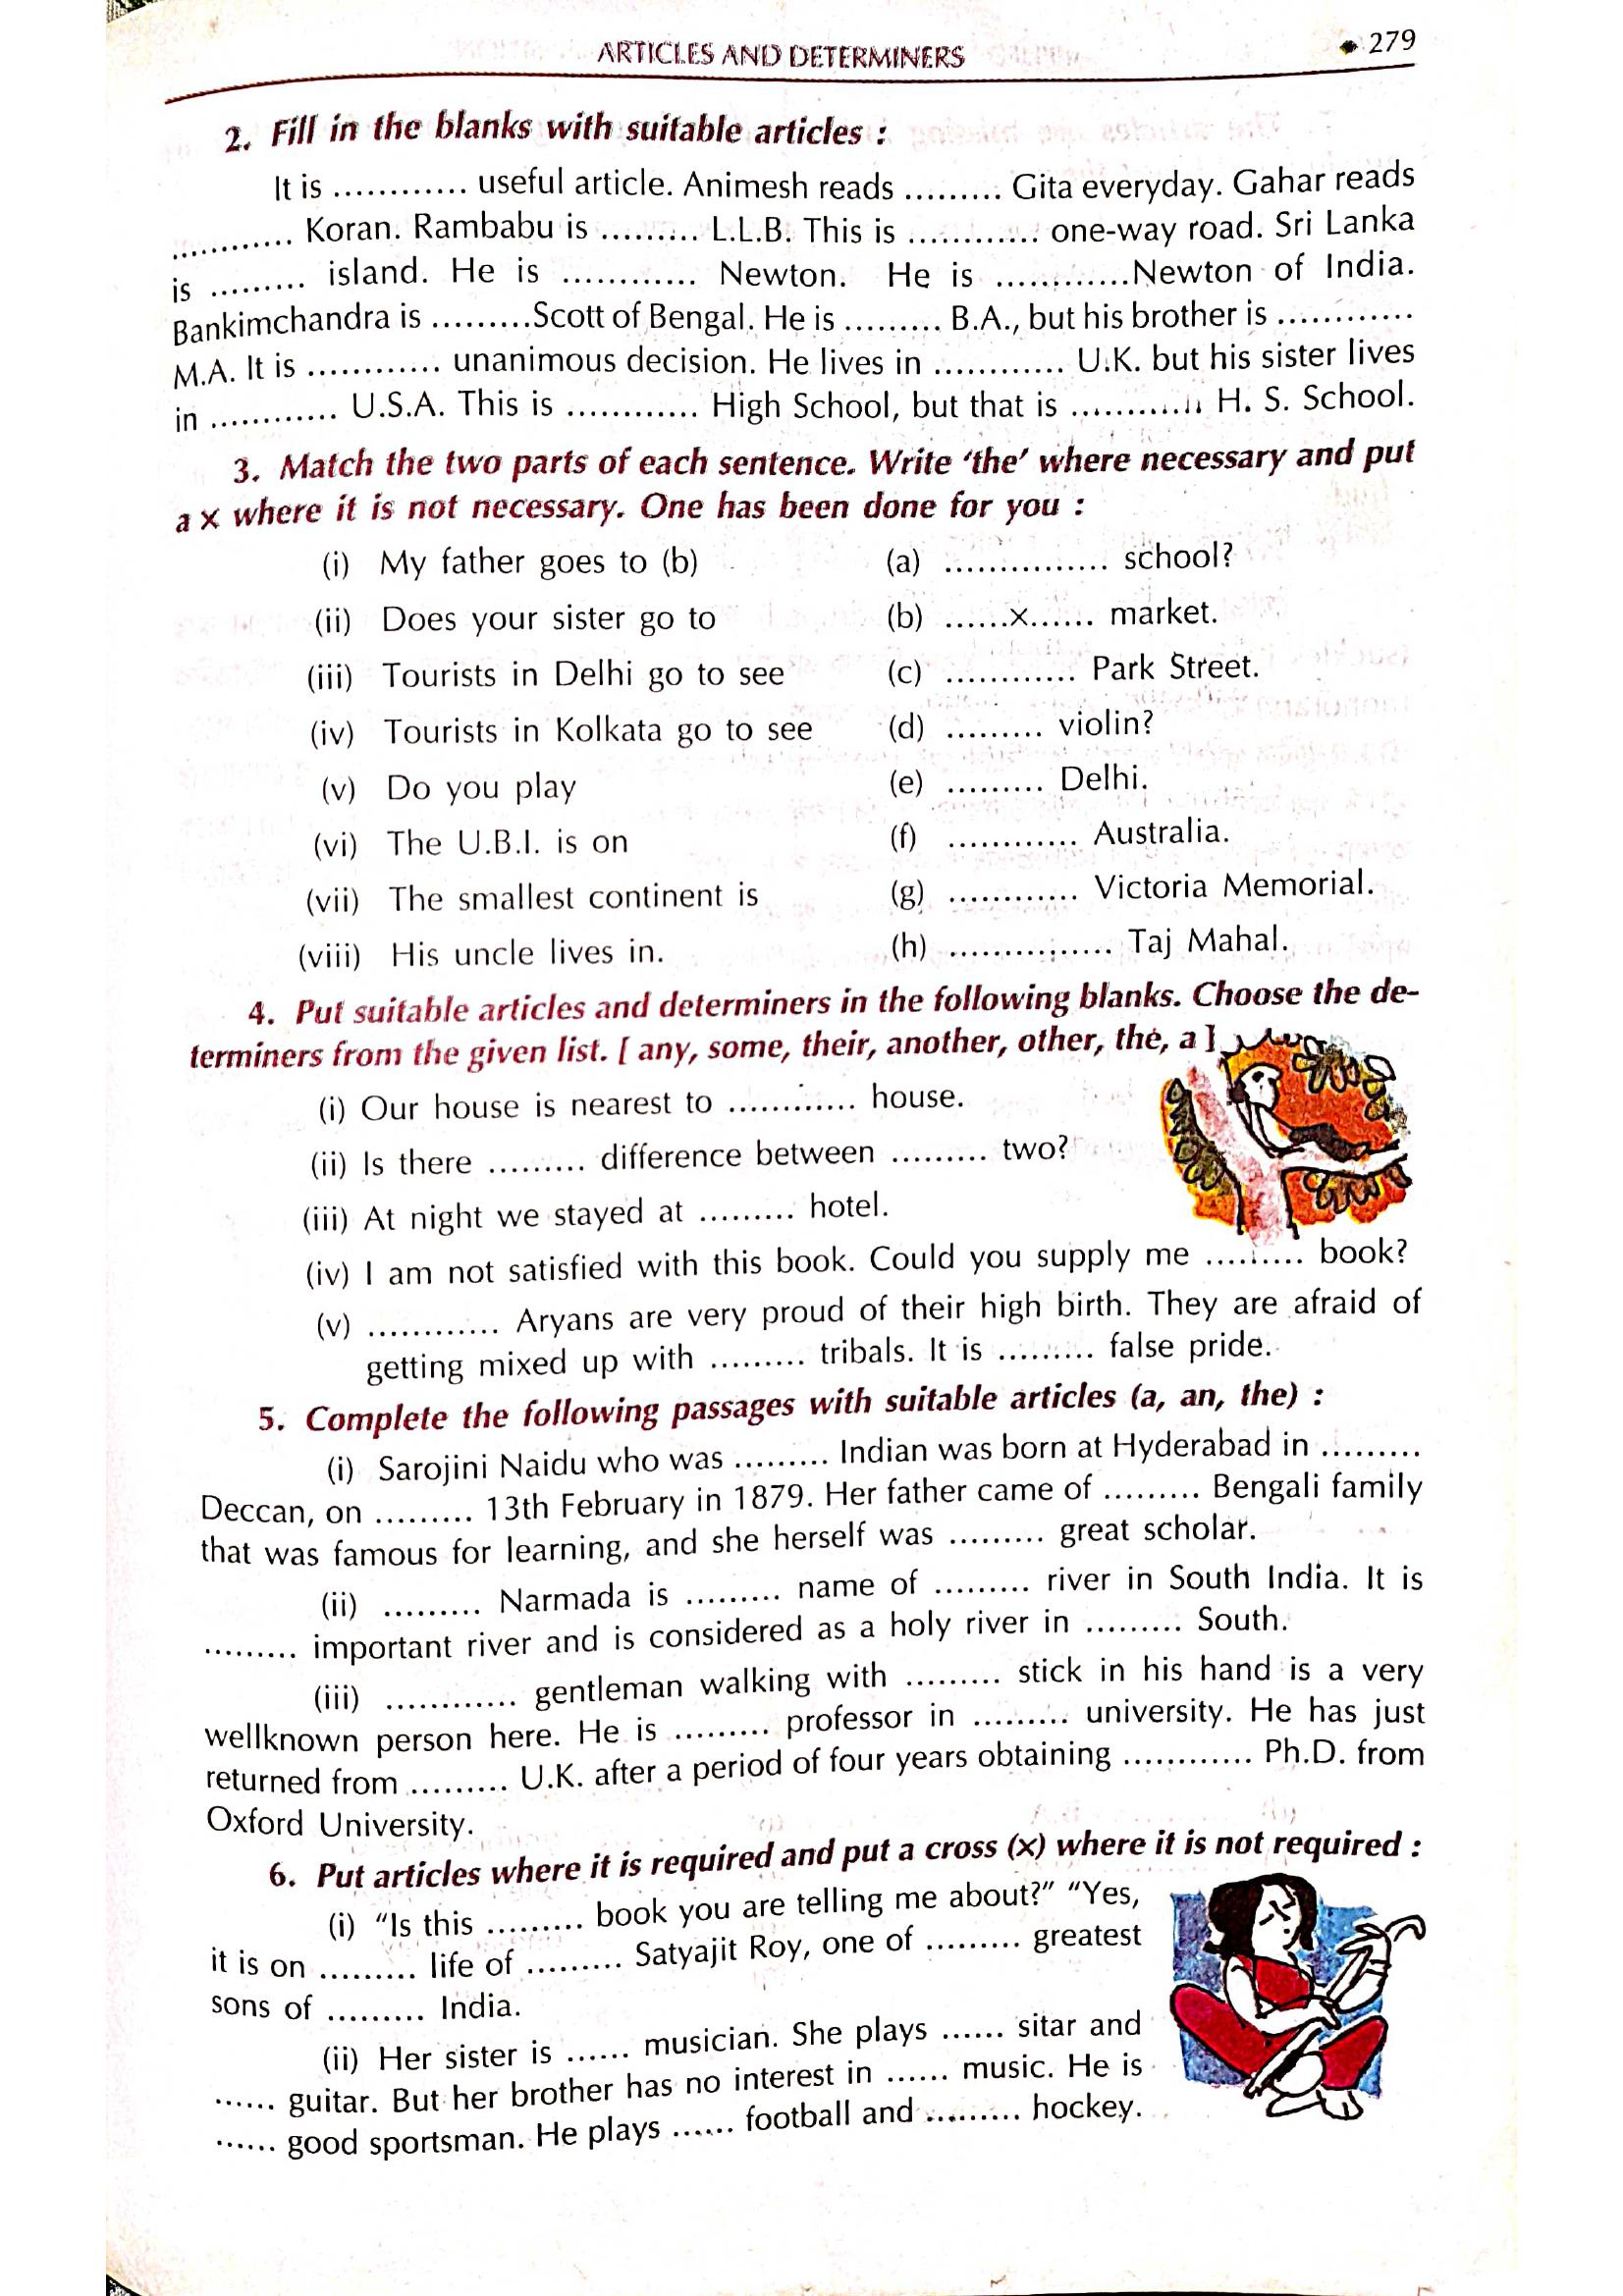 ARTICLES AND DETERMINERS
279
2. Fill in the blanks with suitable articles :
It is ............ useful article. Animesh reads ......... Gita everyday. Gahar reads
........... Koran. Rambabu is ......... L.L.B. This is ............ one-way road. Sri Lanka
is ......... island. He is ............ Newton. He is ............Newton of India.
Bankimchandra is .........Scott of Bengal. He is ......... B.A., but his brother is ............
M.A. It is ............ unanimous decision. He lives in ............ U.K. but his sister lives
in ............ U.S.A. This is ............ High School, but that is ............ H. S. School.
3. Match the two parts of each sentence. Write ‘the’ where necessary and put
a x where it is not necessary. One has been done for you :
(i) My father goes to (b) (a) ............... school?
(ii) Does your sister go to (b) ......x...... market.
(iii) Tourists in Delhi go to see (c) ............ Park Street.
(iv) Tourists in Kolkata go to see (d) ......... violin?
(v) Do you play (e) ......... Delhi.
(vi) The U.B.I. is on (f) ............ Australia.
(vii) The smallest continent is (g) ............ Victoria Memorial.
(viii) His uncle lives in. (h) ............... Taj Mahal.
4. Put suitable articles and determiners in the following blanks. Choose the de-
terminers from the given list. [ any, some, their, another, other, the, a ]
(i) Our house is nearest to ............ house.
(ii) Is there ......... difference between ......... two?
(iii) At night we stayed at ......... hotel.
(iv) I am not satisfied with this book. Could you supply me ......... book?
(v) ............ Aryans are very proud of their high birth. They are afraid of
getting mixed up with ......... tribals. It is ......... false pride.
5. Complete the following passages with suitable articles (a, an, the) :
(i) Sarojini Naidu who was ......... Indian was born at Hyderabad in .........
Deccan, on ......... 13th February in 1879. Her father came of ......... Bengali family
that was famous for learning, and she herself was ......... great scholar.
(ii) ......... Narmada is ......... name of ......... river in South India. It is
......... important river and is considered as a holy river in ......... South.
(iii) ............ gentleman walking with ......... stick in his hand is a very
wellknown person here. He is ......... professor in ......... university. He has just
returned from ......... U.K. after a period of four years obtaining ............ Ph.D. from
Oxford University.
6. Put articles where it is required and put a cross (x) where it is not required :
(i) “Is this ......... book you are telling me about?” “Yes,
it is on ......... life of ......... Satyajit Roy, one of ......... greatest
sons of ......... India.
(ii) Her sister is ...... musician. She plays ...... sitar and
...... guitar. But her brother has no interest in ...... music. He is
...... good sportsman. He plays ...... football and ......... hockey.